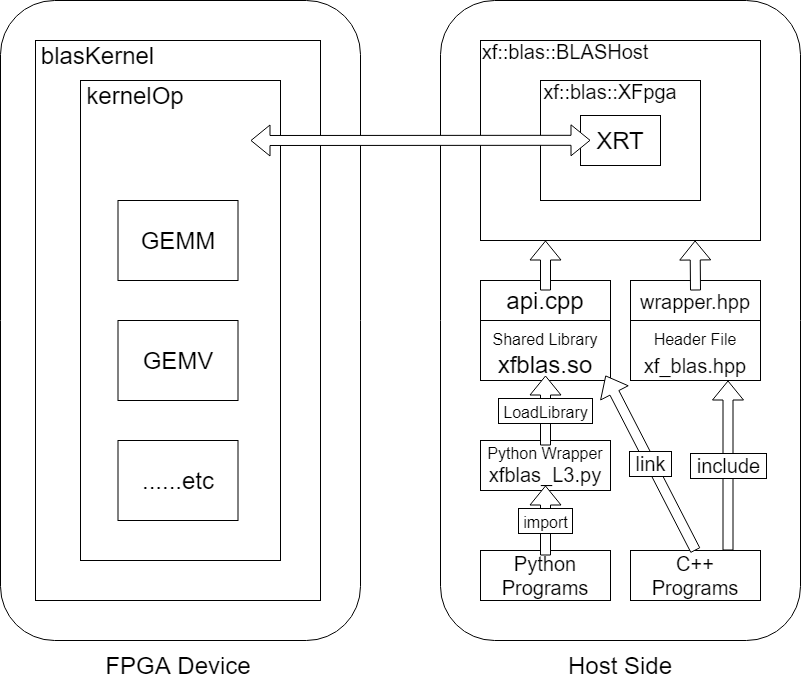 blasKernel
kernelOp
GEMM
GEMV
......etc
FPGA Device
xf::blas::BLASHost
xf::blas::XFpga
XRT
api.cpp
Shared Library
xfblas.so
wrapper.hpp
Header File
xf_blas.hpp
LoadLibrary
Python Wrapper
xfblas_L3.py
link
include
import
Python
Programs
C++
Programs
Host Side